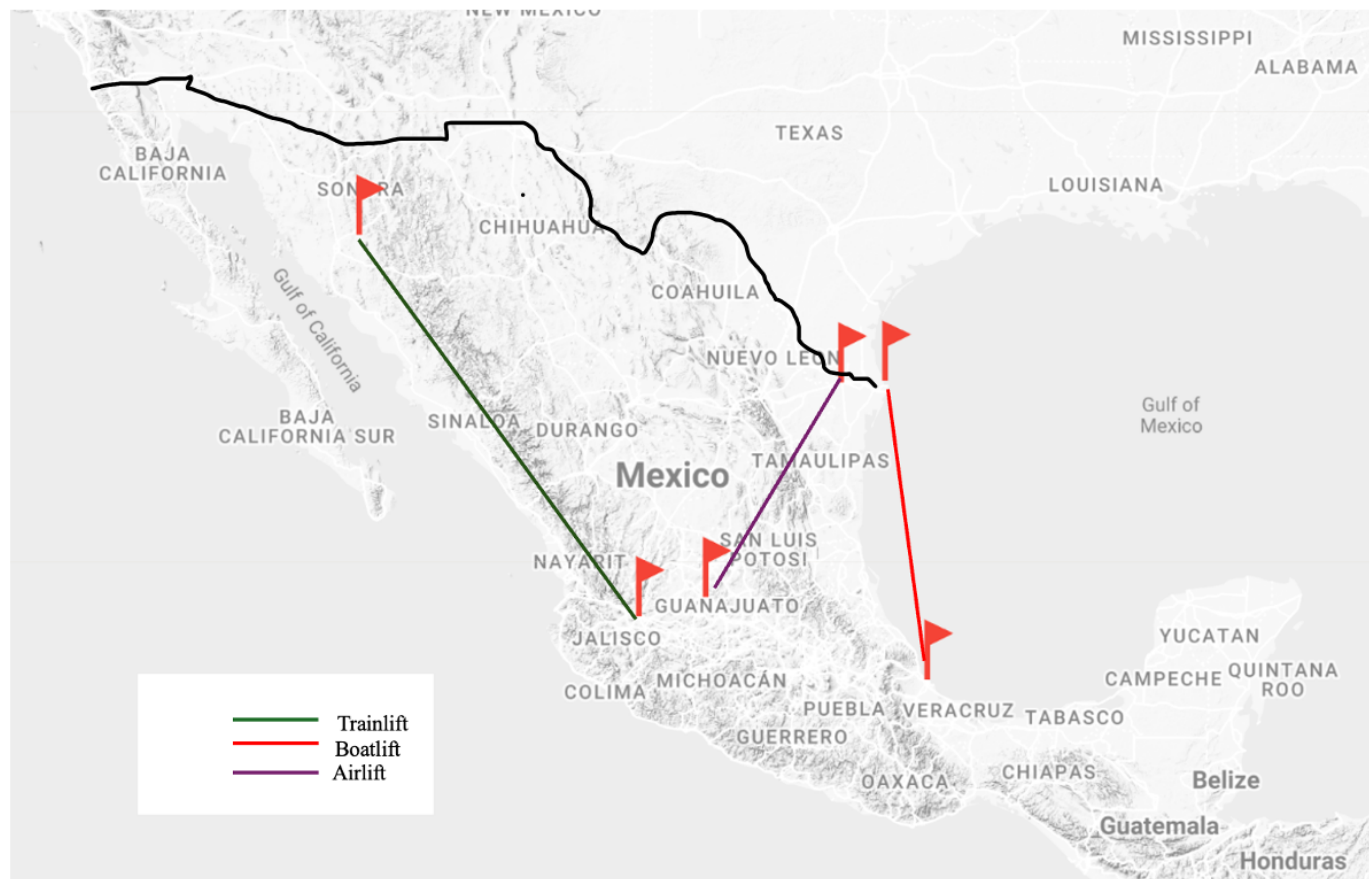 NEW MEXICO
MISSISSIPPI
ALABAMA
TEXAS
BAJA
CALIFORNIA
SONORA
LOUISIANA
CHIHUAHUA
Gulf of California
COAHUILA
NUEVO LEON
BAJA
CALIFORNIA SUR
SINALOA
DURANGO
Gulf of
Mexico
TAMAULIPAS
Mexico
NAYARIT
SAN LUIS
POTOSI
GUANAJUATO
JALISCO
YUCATAN
COLIMA
MICHOACÁN
CAMPECHE
QUINTANA
ROO
PUEBLA
VERACRUZ
TABASCO
GUERRERO
OAXACA
CHIAPAS
Belize
Guatemala
Honduras
Trainlift
Boatlift
Airlift